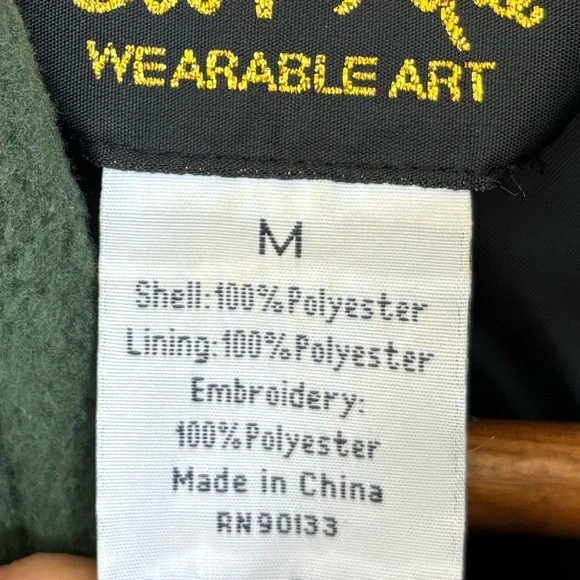 WEARABLE ART
M
Shell:100%Polyester
Lining:100%Polyester
Embroidery:
100%Polyester
Made in China
RN90133